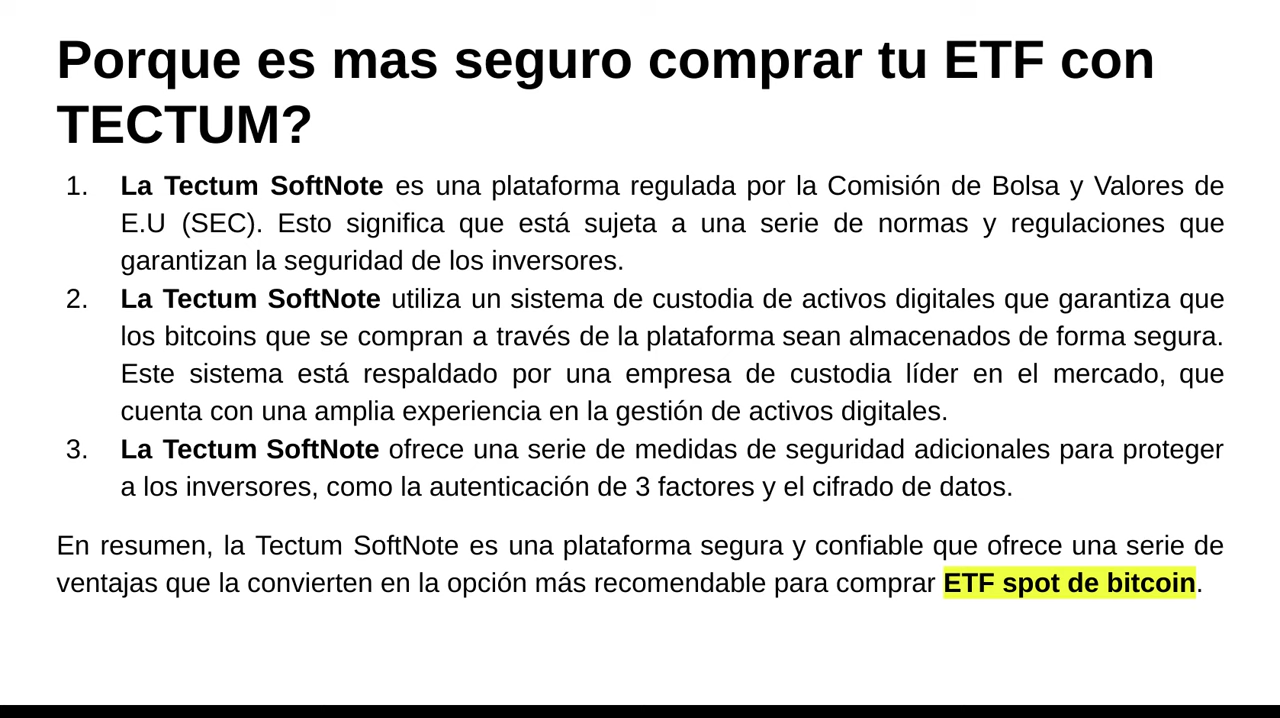 Porque es mas seguro comprar tu ETF con
TECTUM?
1. La Tectum SoftNote es una plataforma regulada por la Comisión de Bolsa y Valores de
E.U (SEC). Esto significa que está sujeta a una serie de normas y regulaciones que
garantizan la seguridad de los inversores.
2. La Tectum SoftNote utiliza un sistema de custodia de activos digitales que garantiza que
los bitcoins que se compran a través de la plataforma sean almacenados de forma segura.
Este sistema está respaldado por una empresa de custodia líder en el mercado, que
cuenta con una amplia experiencia en la gestión de activos digitales.
3. La Tectum SoftNote ofrece una serie de medidas de seguridad adicionales para proteger
a los inversores, como la autenticación de 3 factores y el cifrado de datos.
En resumen, la Tectum SoftNote es una plataforma segura y confiable que ofrece una serie de
ventajas que la convierten en la opción más recomendable para comprar ETF spot de bitcoin.